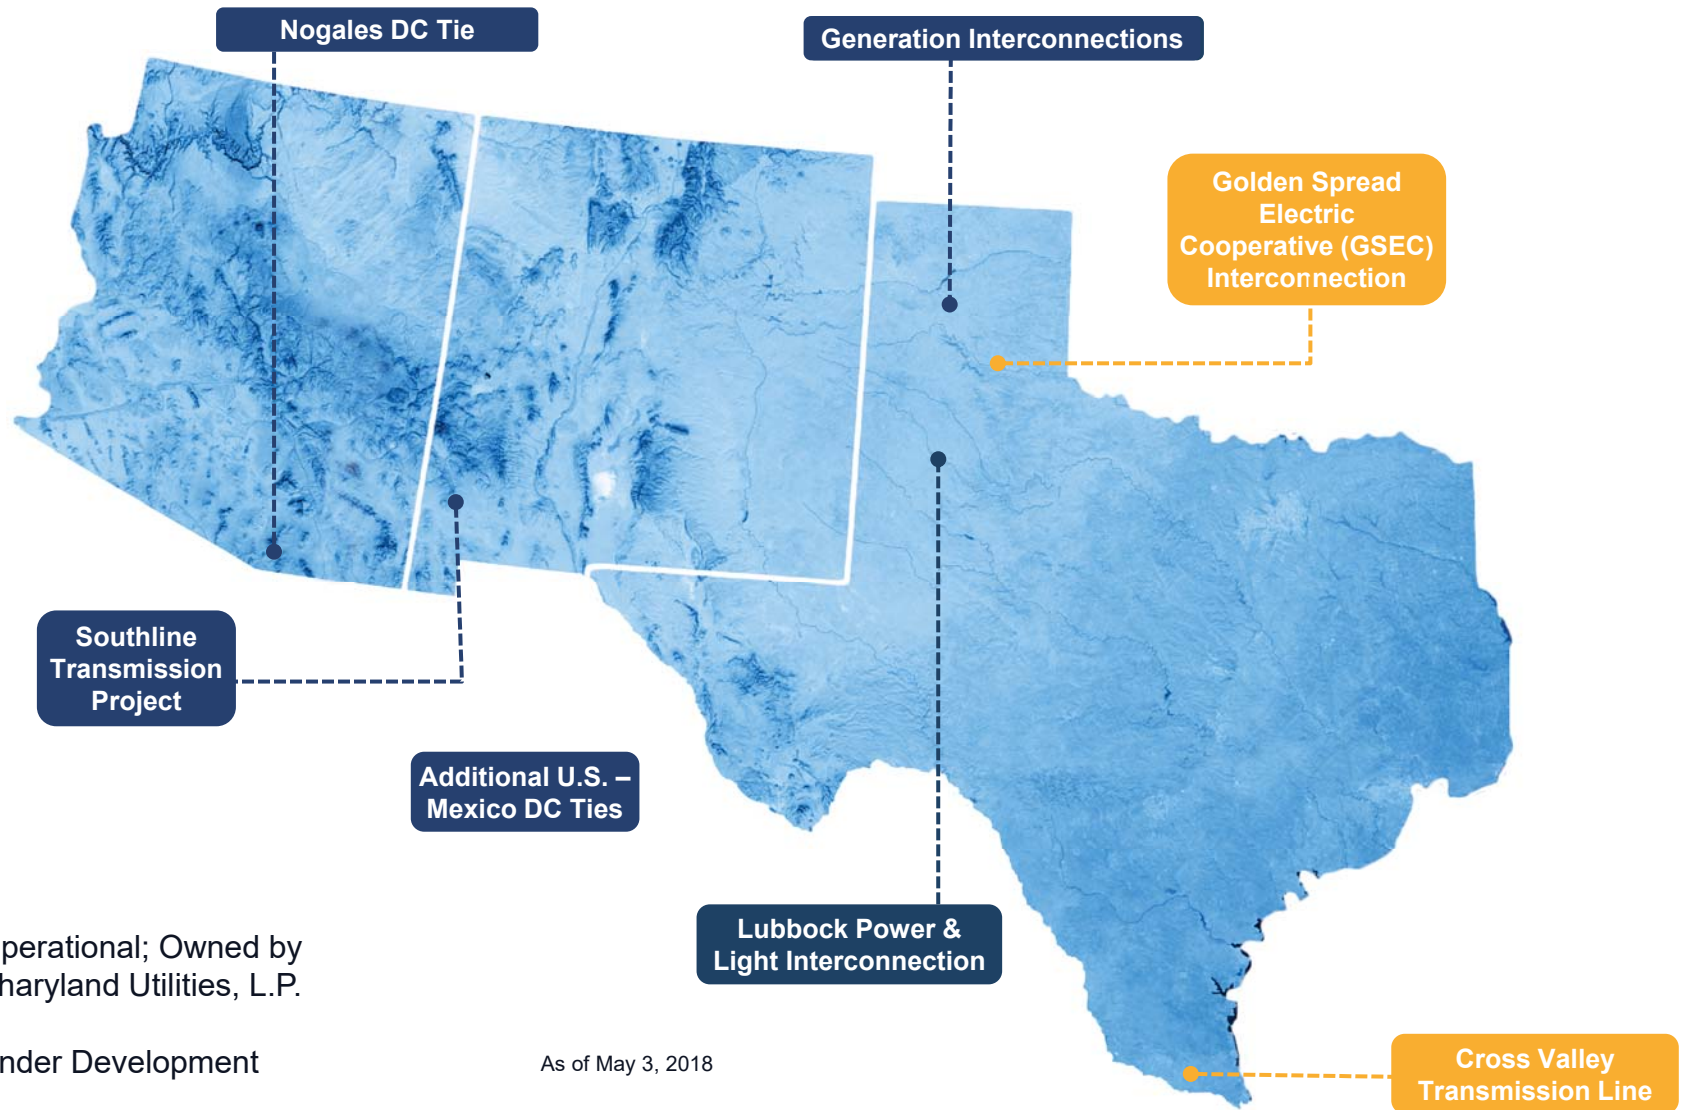 Nogales DC Tie
Generation Interconnections
Golden Spread
Electric
Cooperative (GSEC)
Interconnection
Southline
Transmission
Project
Additional U.S. –
Mexico DC Ties
Lubbock Power &
Light Interconnection
perational; Owned by
haryland Utilities, L.P.
nder Development
As of May 3, 2018
Cross Valley
Transmission Line